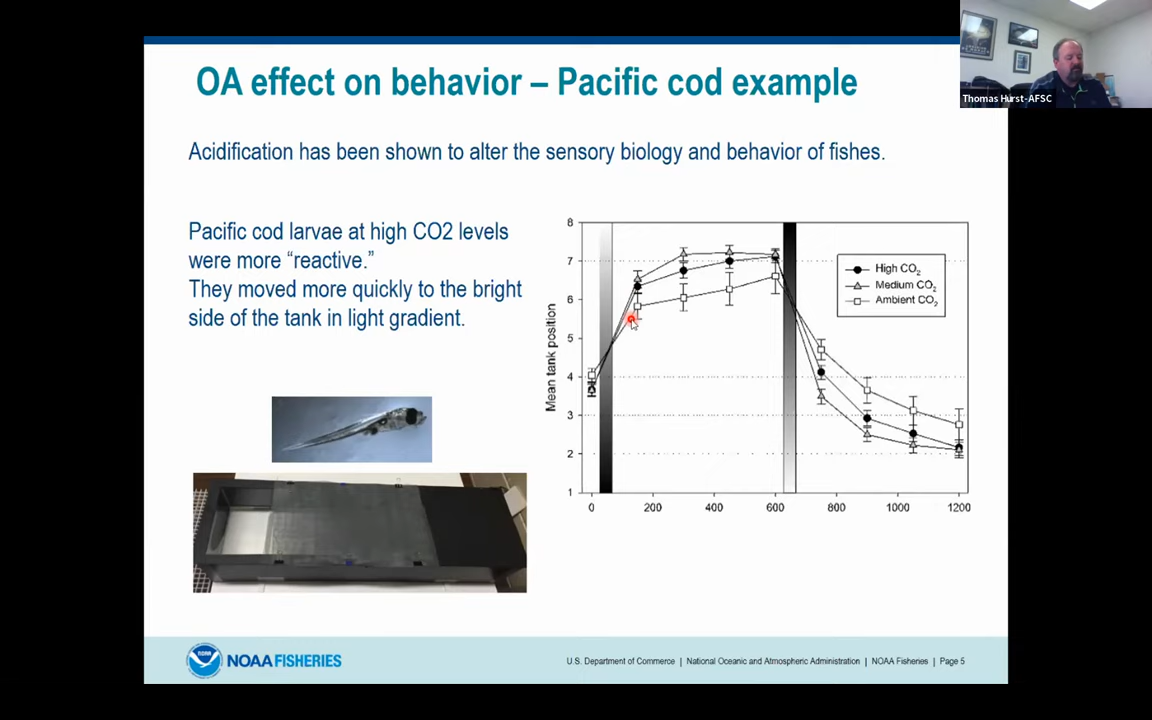 OA effect on behavior – Pacific cod example
Thomas Hurst-AFSC
Acidification has been shown to alter the sensory biology and behavior of fishes.
Pacific cod larvae at high CO2 levels
were more “reactive.”
They moved more quickly to the bright
side of the tank in light gradient.
Mean tank position
8
7
6
5
4
3
2
1
0
200
400
600
800
1000
1200
High CO₂
Medium CO₂
Ambient CO₂
NOAA
NOAA FISHERIES
U.S. Department of Commerce | National Oceanic and Atmospheric Administration | NOAA Fisheries | Page 5